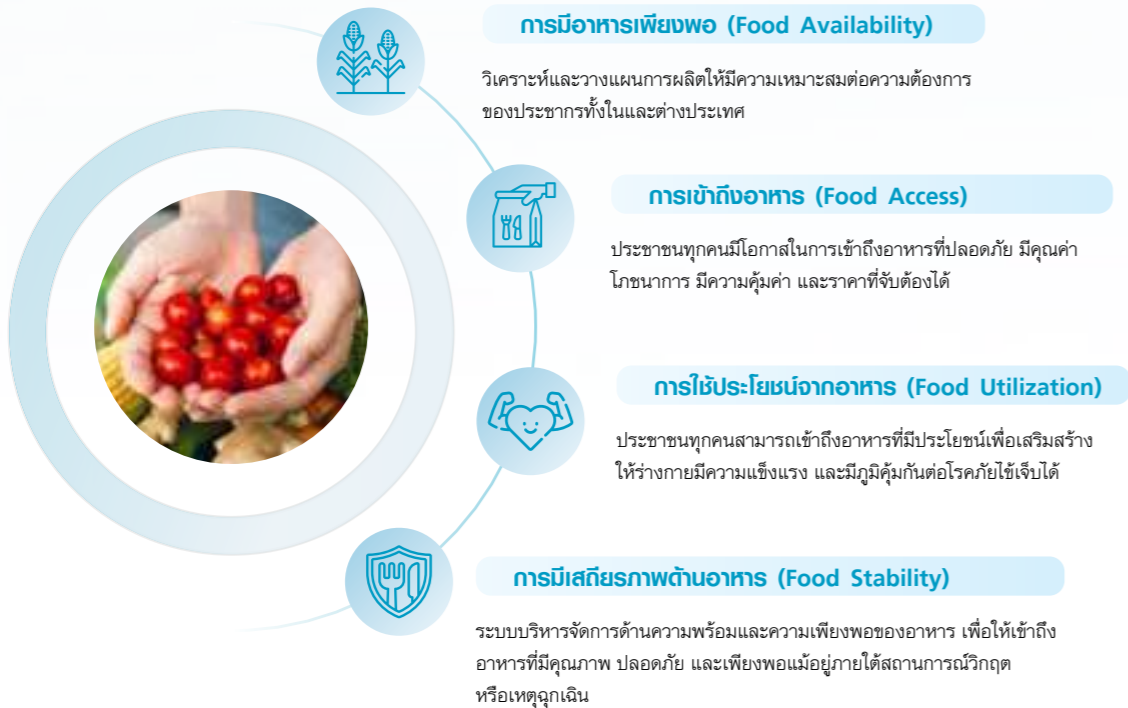 การมีอาหารเพียงพอ (Food Availability)
วิเคราะห์และวางแผนการผลิตให้มีความเหมาะสมต่อความต้องการ
ของประชากรทั้งในและต่างประเทศ
การเข้าถึงอาหาร (Food Access)
ประชาชนทุกคนมีโอกาสในการเข้าถึงอาหารที่ปลอดภัย มีคุณค่า
โภชนาการ มีความคุ้มค่า และราคาที่จับต้องได้
การใช้ประโยชน์จากอาหาร (Food Utilization)
ประชาชนทุกคนสามารถเข้าถึงอาหารที่มีประโยชน์เพื่อเสริมสร้าง
ให้ร่างกายมีความแข็งแรง และมีภูมิคุ้มกันต่อโรคภัยไข้เจ็บได้
การมีเสถียรภาพด้านอาหาร (Food Stability)
ระบบบริหารจัดการด้านความพร้อมและความเพียงพอของอาหาร เพื่อให้เข้าถึง
อาหารที่มีคุณภาพ ปลอดภัย และเพียงพอแม้อยู่ภายใต้สถานการณ์วิกฤต
หรือเหตุฉุกเฉิน